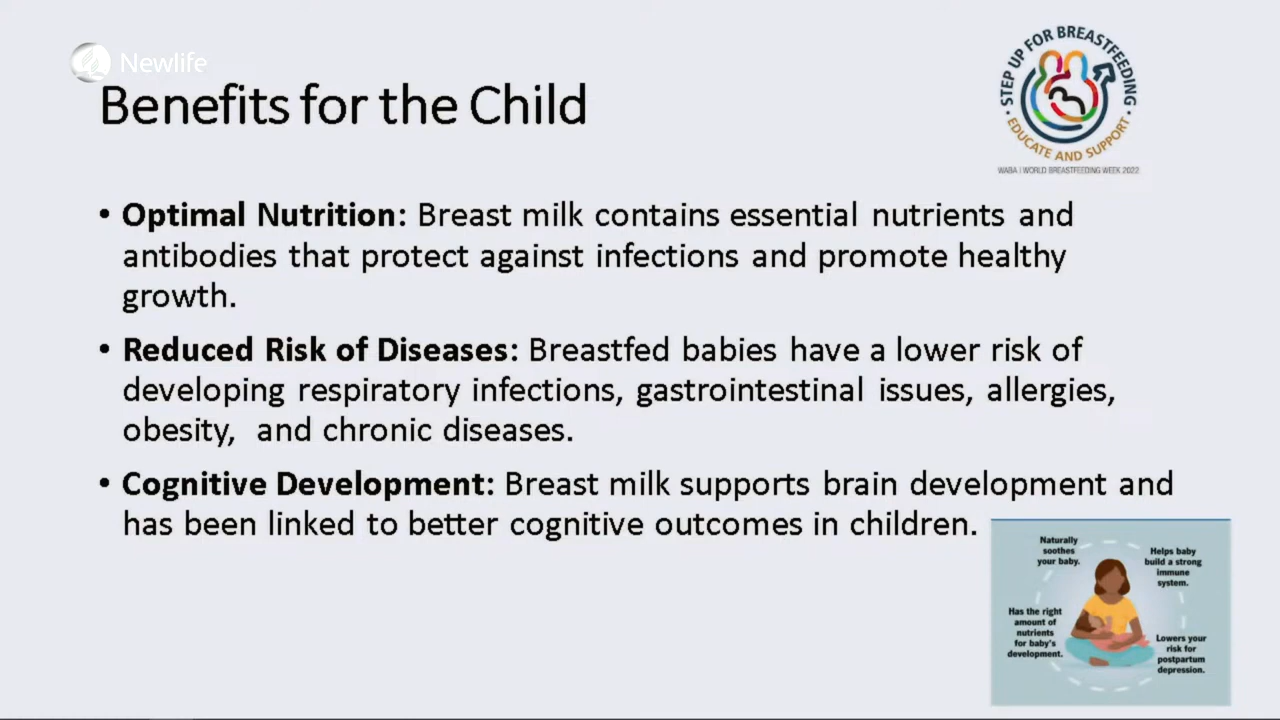 Newlife
Benefits for the Child
STEP UP FOR BREASTFEEDING
EDUCATE AND SUPPORT
WABA | WORLD BREASTFEEDING WEEK 2022
• Optimal Nutrition: Breast milk contains essential nutrients and
antibodies that protect against infections and promote healthy
growth.
• Reduced Risk of Diseases: Breastfed babies have a lower risk of
developing respiratory infections, gastrointestinal issues, allergies,
obesity,  and chronic diseases.
• Cognitive Development: Breast milk supports brain development and
has been linked to better cognitive outcomes in children.
Naturally
soothes
your baby.
Helps baby
build a strong
immune
system.
Has the right
amount of
nutrients
for baby's
development.
Lowers your
risk for
postpartum
depression.